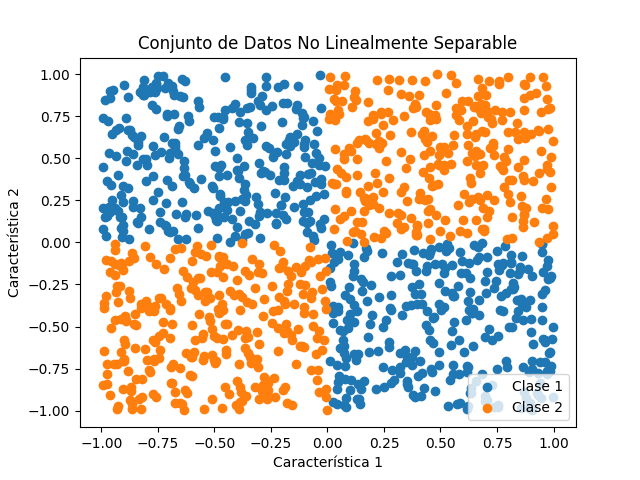 Conjunto de Datos No Linealmente Separable
1.00
0.75
0.50
0.25
0.00
−0.25
−0.50
−0.75
−1.00
Característica 2
Clase 1
Clase 2
−1.00 −0.75 −0.50 −0.25 0.00 0.25 0.50 0.75 1.00
Característica 1